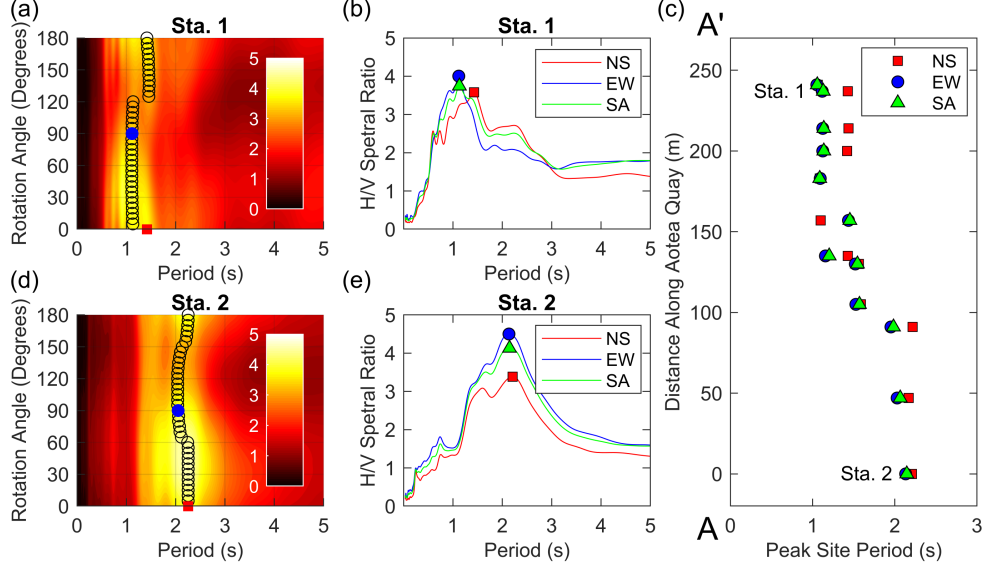 (a)
Sta. 1
Rotation Angle (Degrees)
180
150
120
90
60
30
0
5
4
3
2
1
0
0 1 2 3 4 5
Period (s)
(b)
Sta. 1
H/V Spetral Ratio
5
4
3
2
1
0
NS
EW
SA
0 1 2 3 4 5
Period (s)
(c)
A'
Distance Along Aotea Quay (m)
250
200
150
100
50
0
NS
EW
SA
Sta. 1
Sta. 2
A
0 1 2 3
Peak Site Period (s)
(d)
Sta. 2
Rotation Angle (Degrees)
180
150
120
90
60
30
0
5
4
3
2
1
0
0 1 2 3 4 5
Period (s)
(e)
Sta. 2
H/V Spetral Ratio
5
4
3
2
1
0
NS
EW
SA
0 1 2 3 4 5
Period (s)